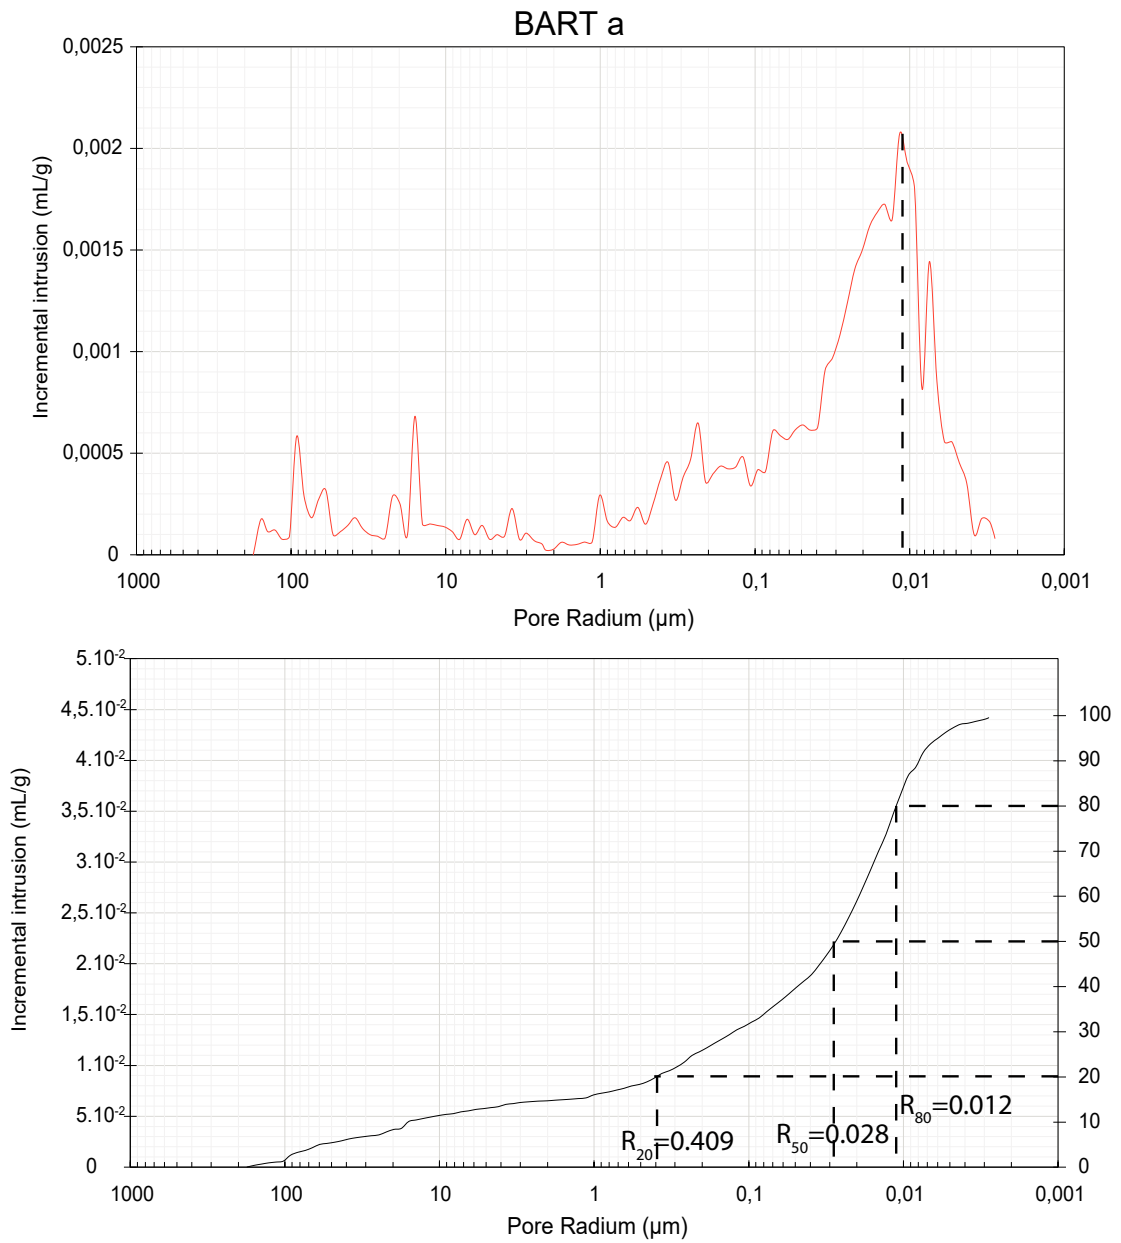 BART a
0,0025
0,002
0,0015
0,001
0,0005
0
Incremental intrusion (mL/g)
1000 100 10 1 0,1 0,01 0,001
Pore Radium (µm)
5.10-2
4,5.10-2
4.10-2
3,5.10-2
3.10-2
2,5.10-2
2.10-2
1,5.10-2
1.10-2
5.10-2
0
Incremental intrusion (mL/g)
100
90
80
70
60
50
40
30
20
10
0
R80=0.012
R50=0.028
R20=0.409
1000 100 10 1 0,1 0,01 0,001
Pore Radium (µm)